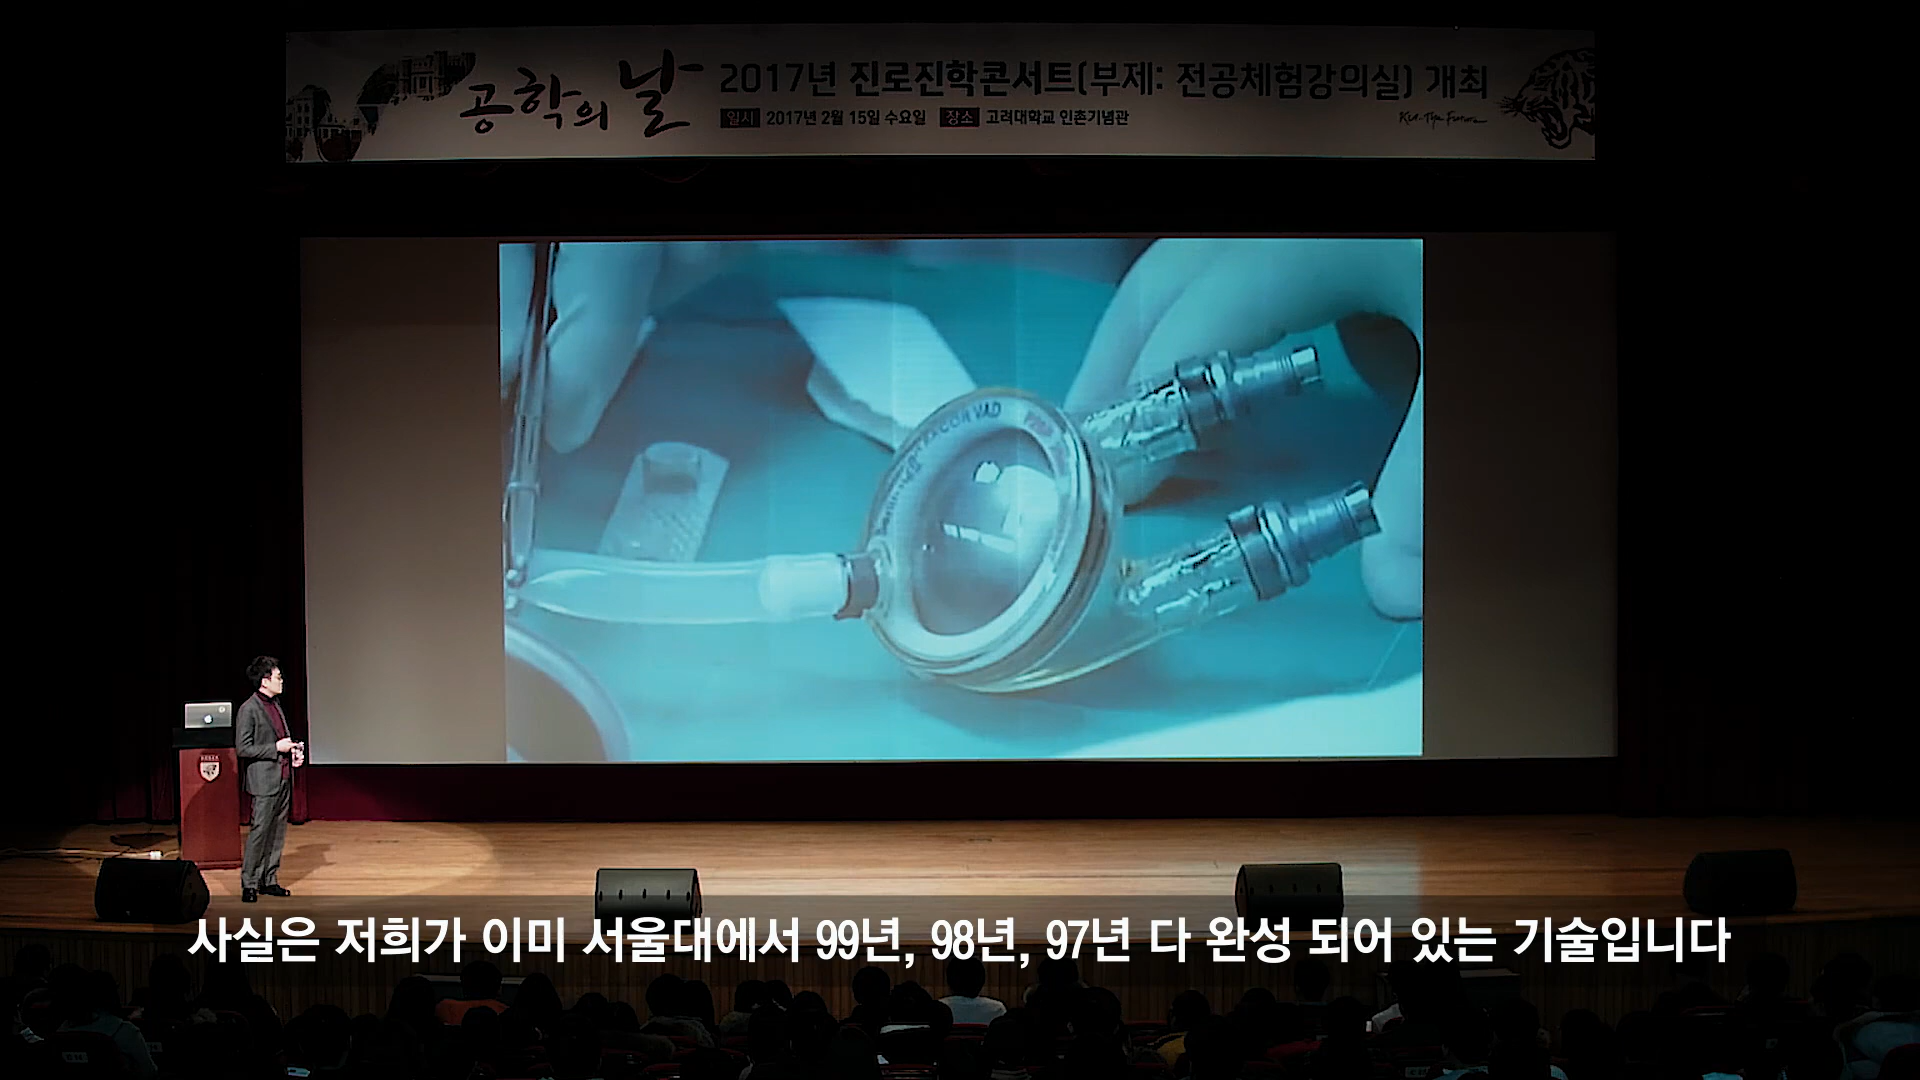 공학의 날
2017년 진로진학콘서트(부제: 전공체험강의실) 개최
일시 2017년 2월 15일 수요일 장소 고려대학교 인촌기념관
VAD
사실은 저희가 이미 서울대에서 99년, 98년, 97년 다 완성 되어 있는 기술입니다